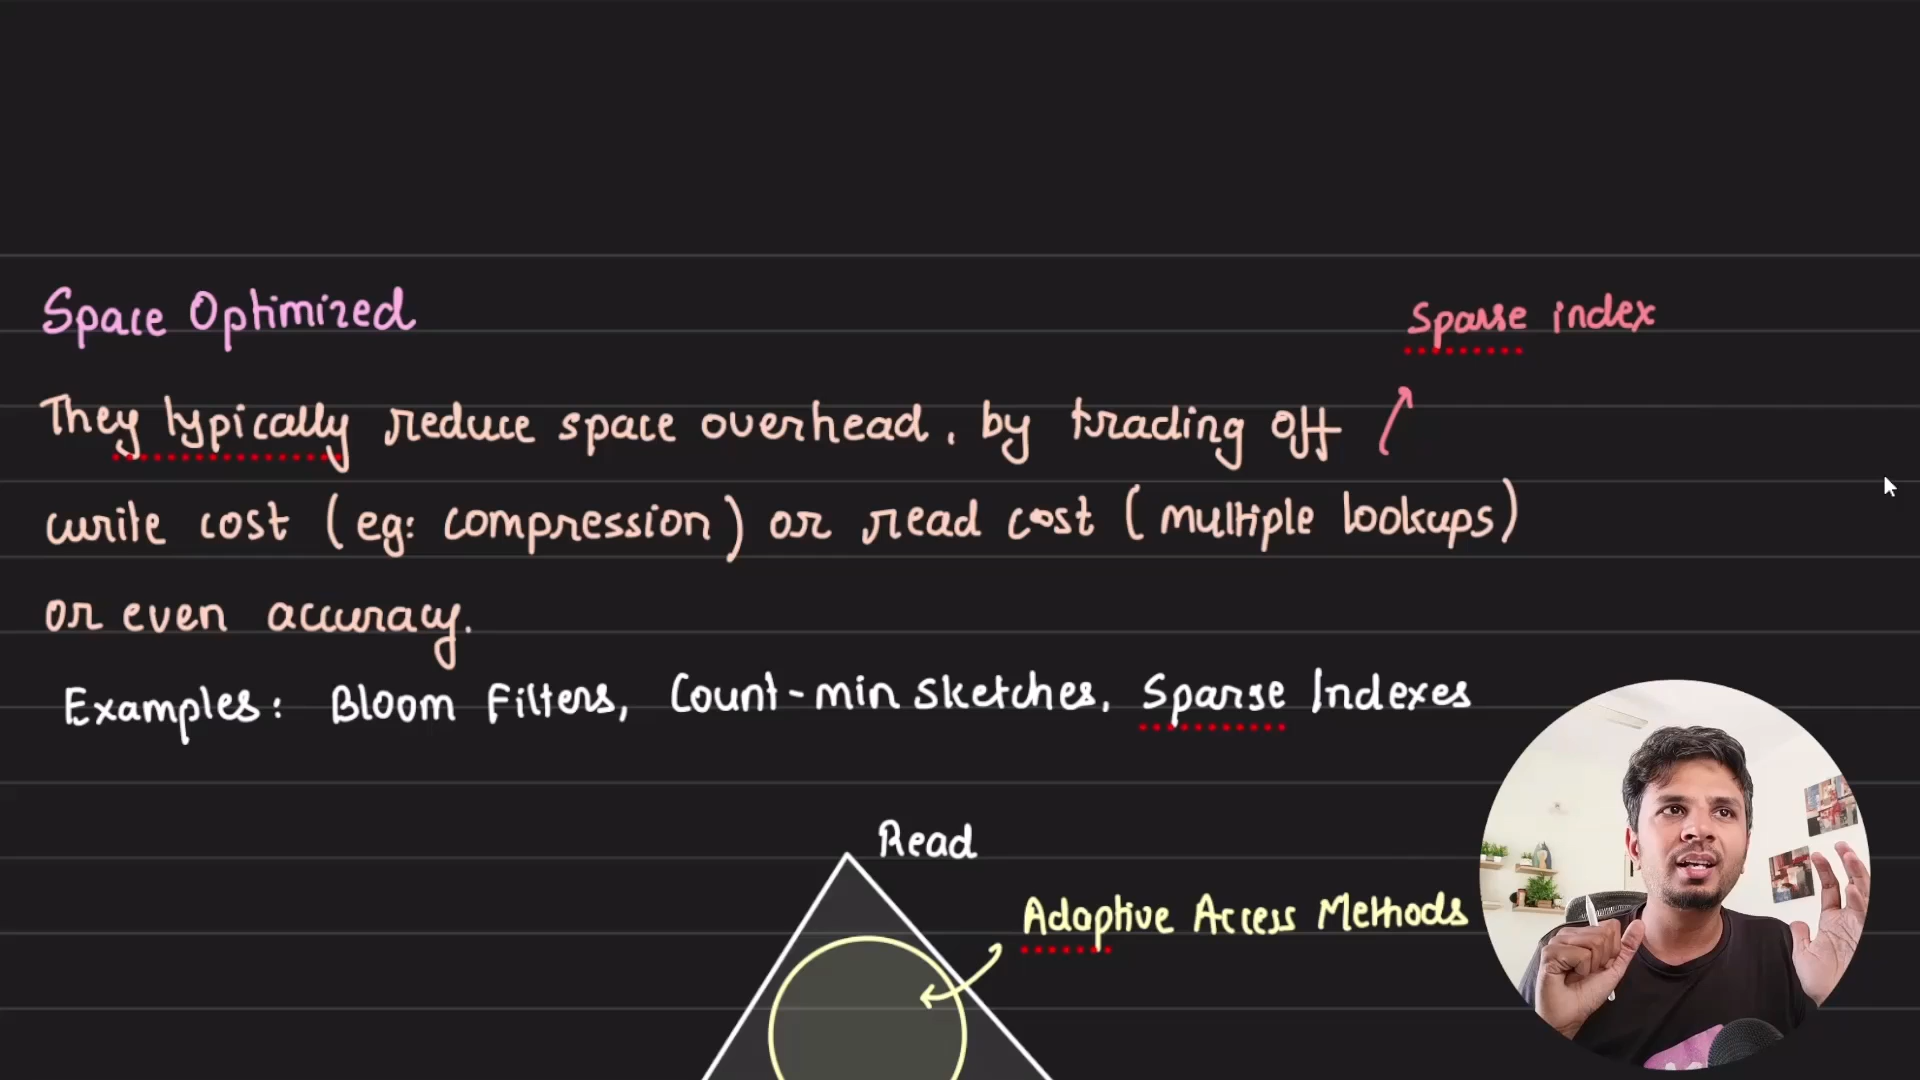 Space Optimized
Sparse index
They typically reduce space overhead, by trading off
write cost (eg: compression) or read cost (multiple lookups)
or even accuracy.
Examples: Bloom Filters, Count-min sketches, Sparse Indexes
Read
Adaptive Access Methods